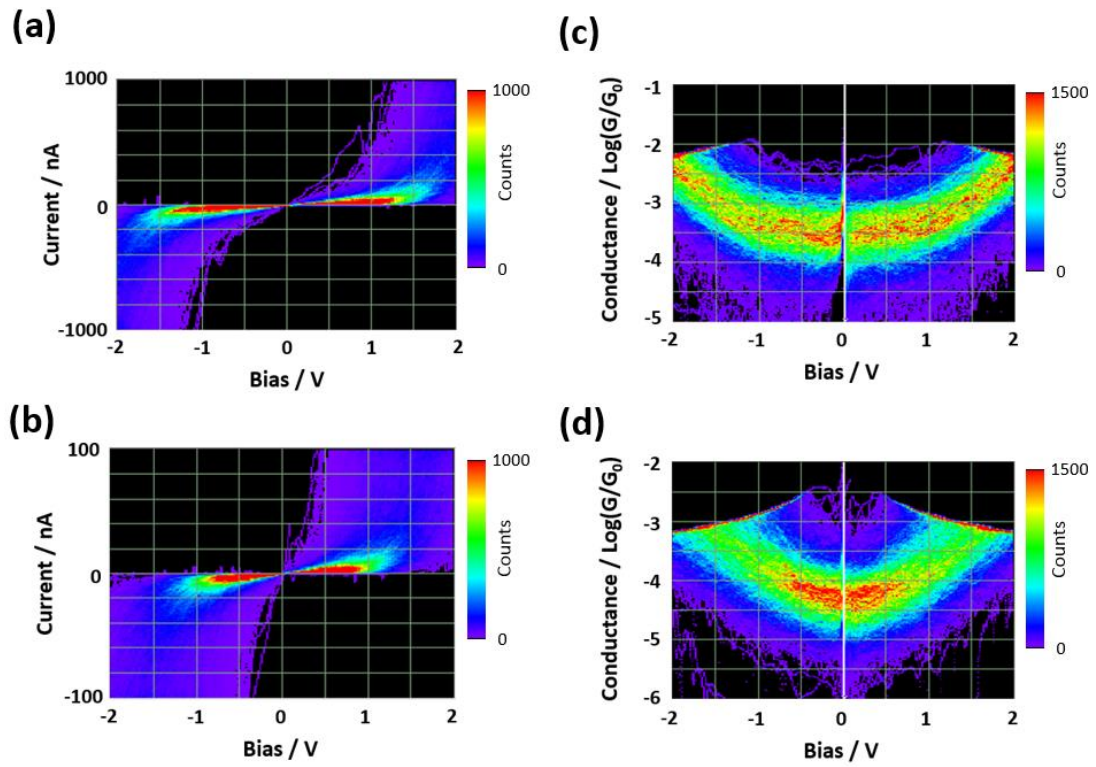 (a)
1000
0
-1000
Current / nA
-2 -1 0 1 2
Bias / V
1000
Counts
0
(c)
-1
-2
-3
-4
-5
Conductance / Log(G/G₀)
-2 -1 0 1 2
Bias / V
1500
Counts
0
(b)
100
0
-100
Current / nA
-2 -1 0 1 2
Bias / V
1000
Counts
0
(d)
-2
-3
-4
-5
-6
Conductance / Log(G/G₀)
-2 -1 0 1 2
Bias / V
1500
Counts
0